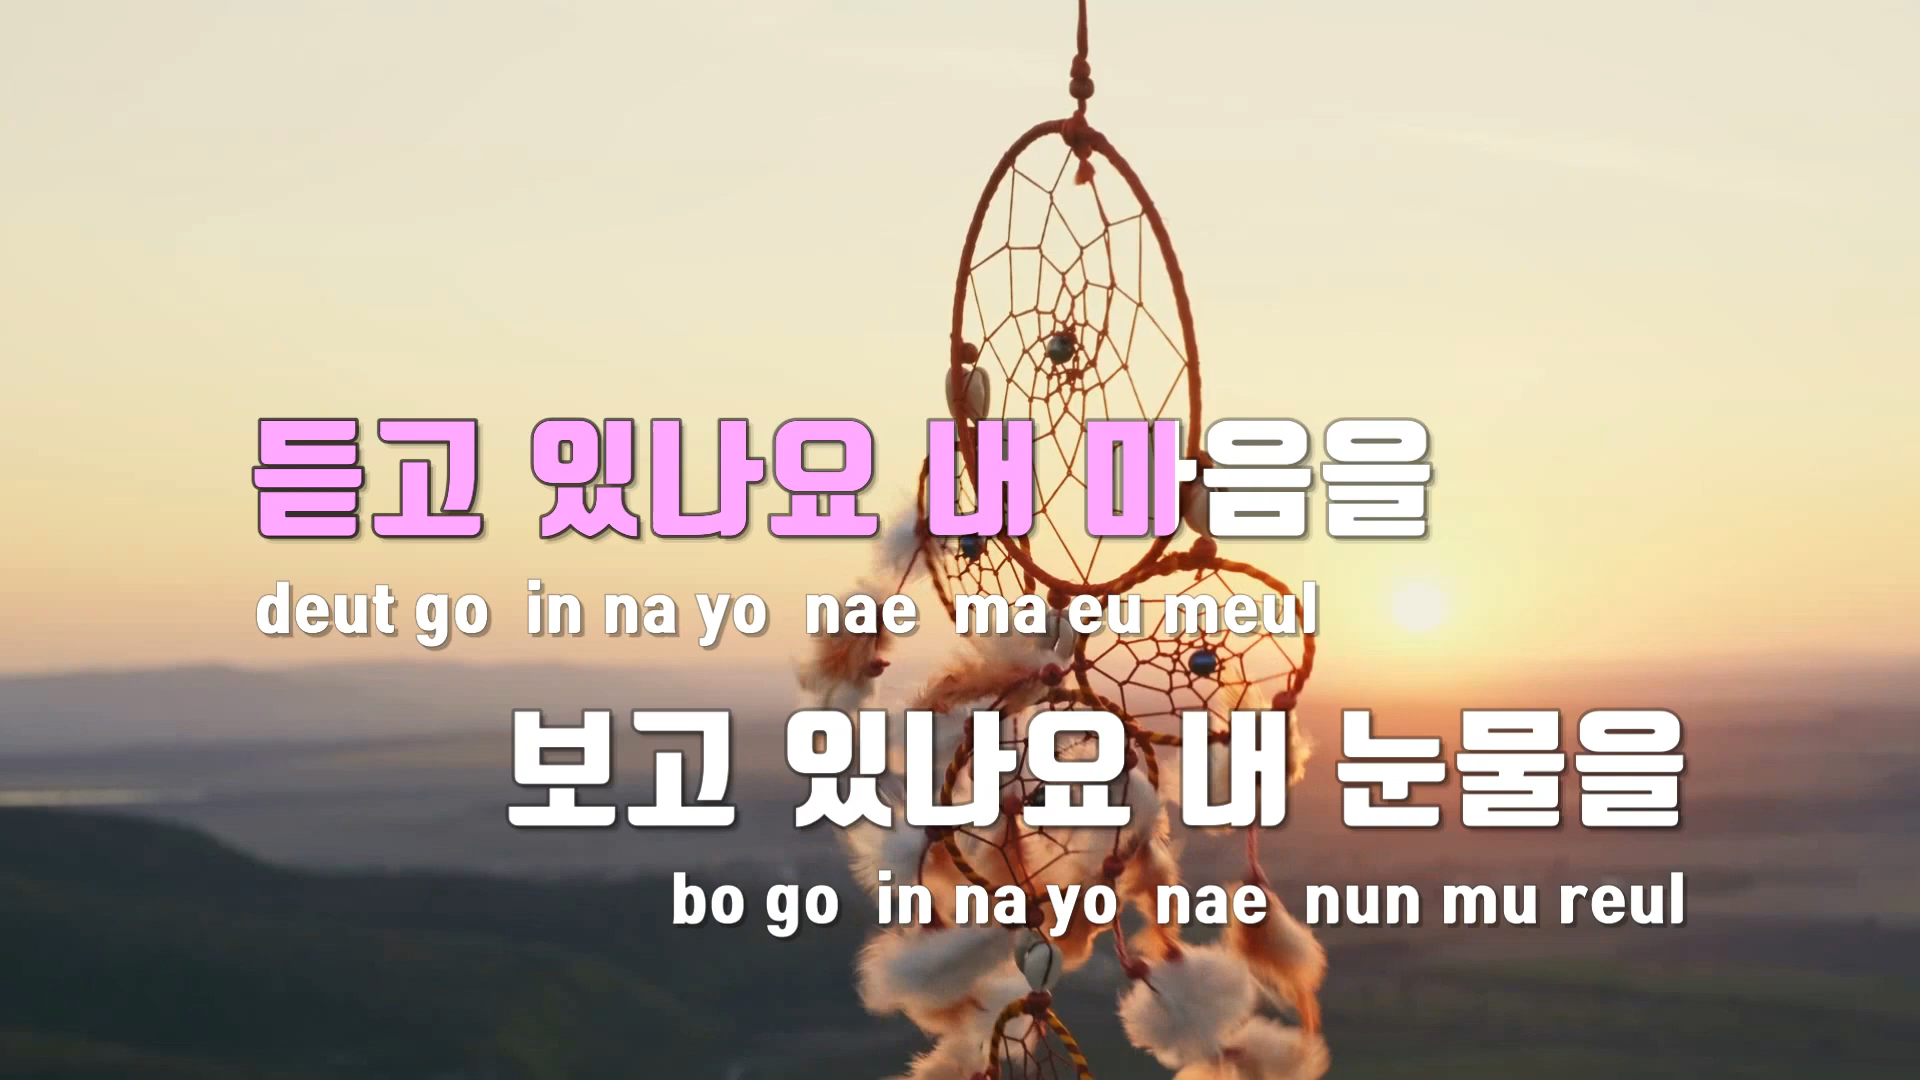 듣고 있나요 내 마음을
deut go in na yo nae ma eu meul
보고 있나요 내 눈물을
bo go in na yo nae nun mu reul